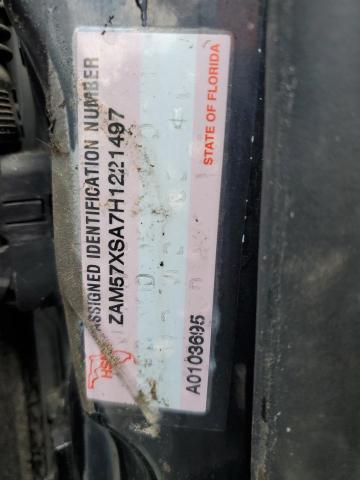 ASSIGNED IDENTIFICATION NUMBER
ZAM57XSA7H1221497
STATE OF FLORIDA
A0103695